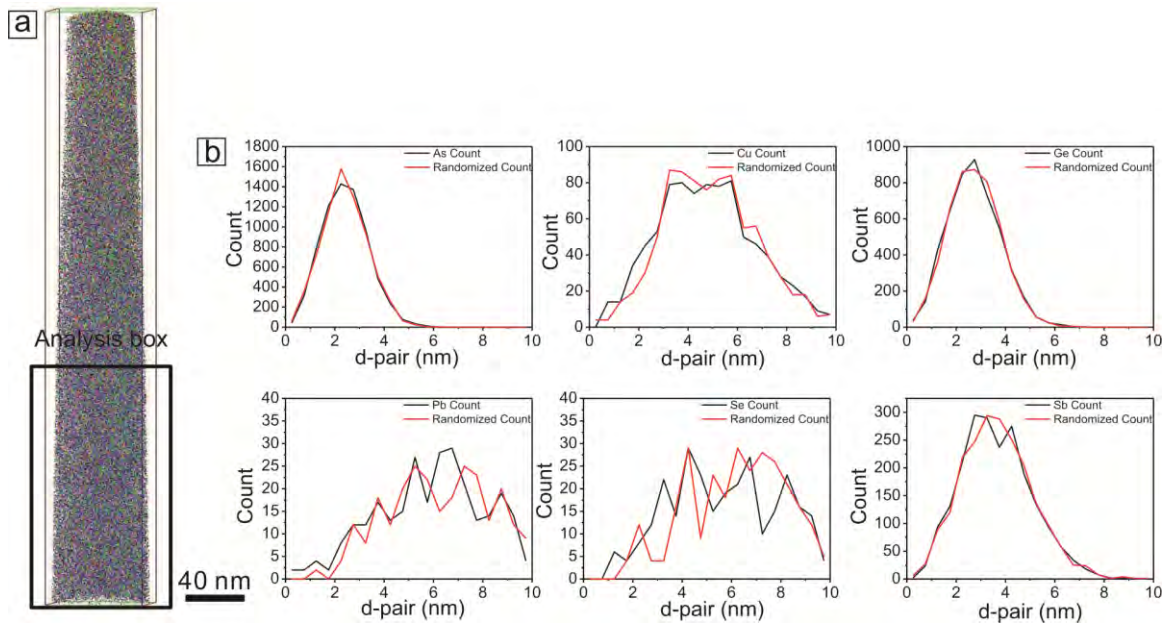 a
Analysis box
40 nm
b
As Count
Randomized Count
Count
1800
1600
1400
1200
1000
800
600
400
200
0
0 2 4 6 8 10
d-pair (nm)
Cu Count
Randomized Count
Count
100
80
60
40
20
0
0 2 4 6 8 10
d-pair (nm)
Ge Count
Randomized Count
Count
1000
800
600
400
200
0
0 2 4 6 8 10
d-pair (nm)
Pb Count
Randomized Count
Count
40
35
30
25
20
15
10
5
0
0 2 4 6 8 10
d-pair (nm)
Se Count
Randomized Count
Count
40
35
30
25
20
15
10
5
0
0 2 4 6 8 10
d-pair (nm)
Sb Count
Randomized Count
Count
300
250
200
150
100
50
0
0 2 4 6 8 10
d-pair (nm)